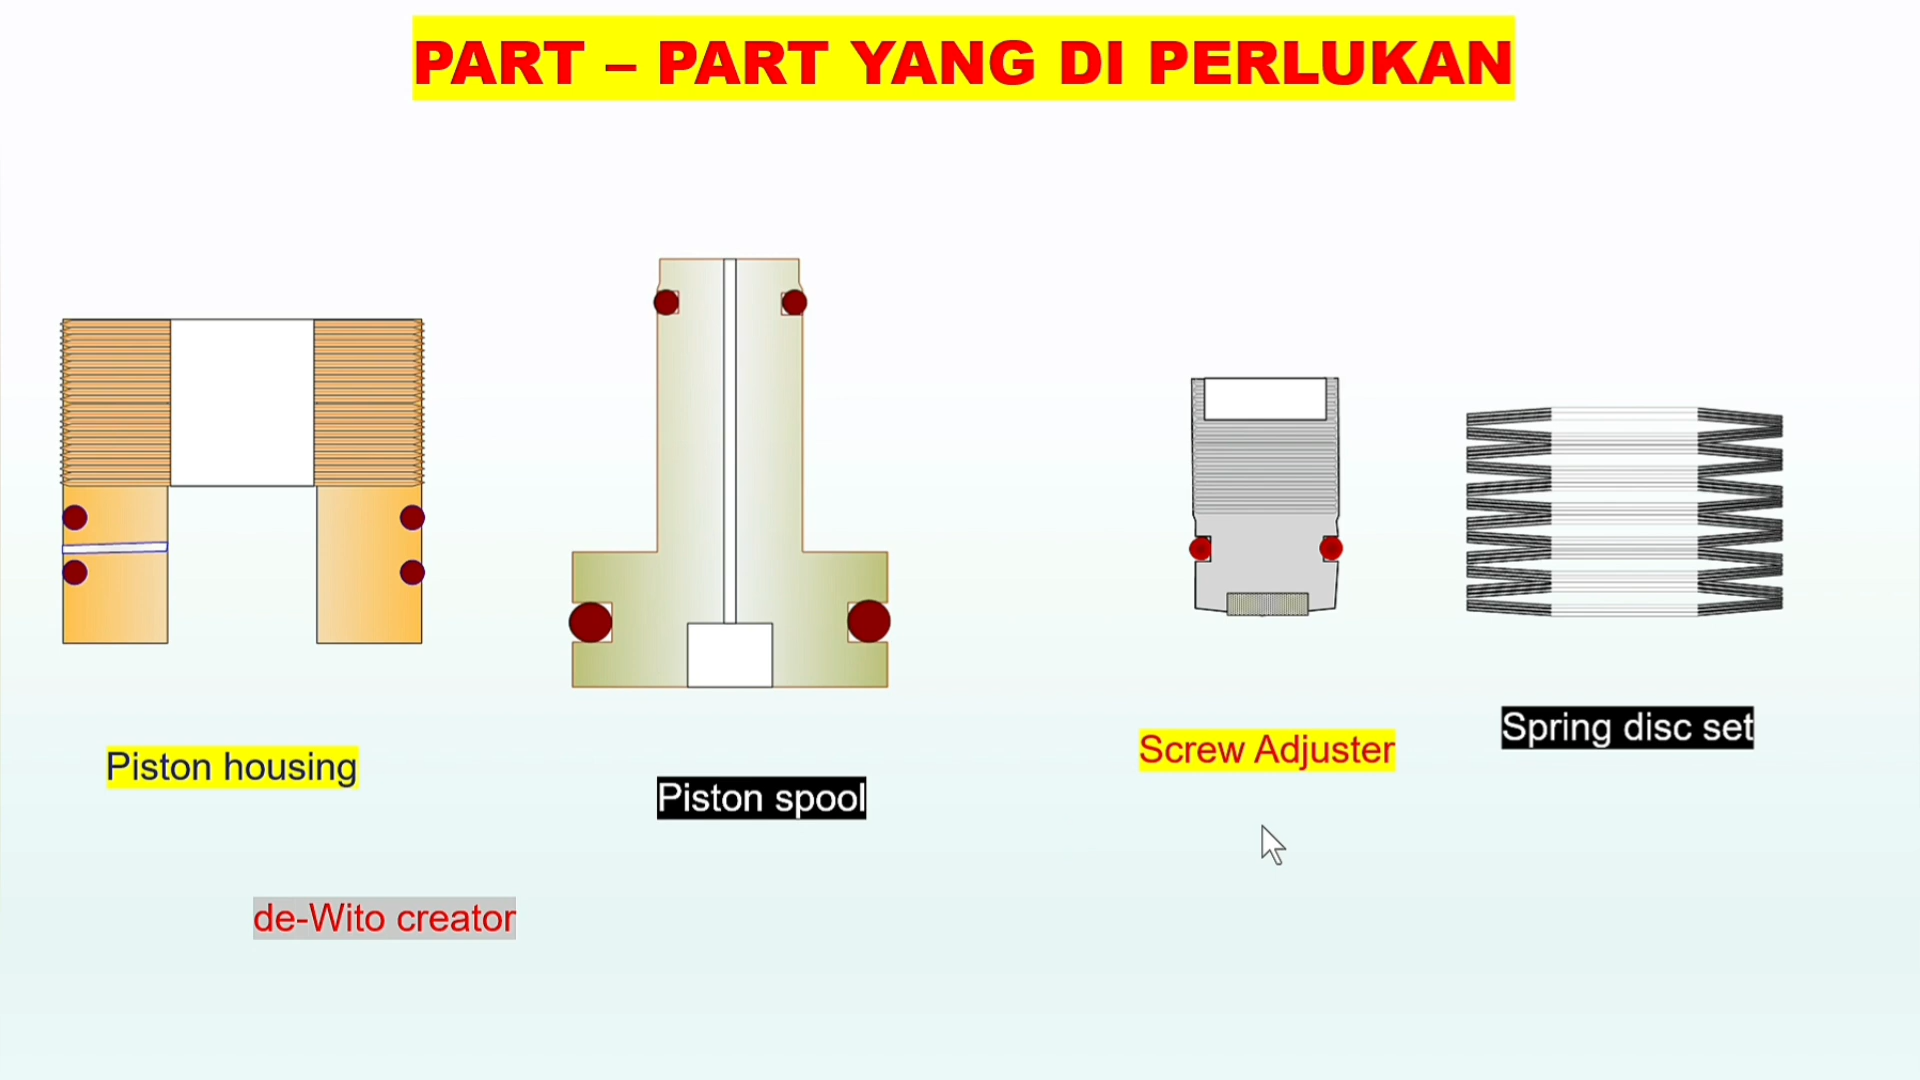 PART – PART YANG DI PERLUKAN
Piston housing
Piston spool
Screw Adjuster
Spring disc set
de-Wito creator